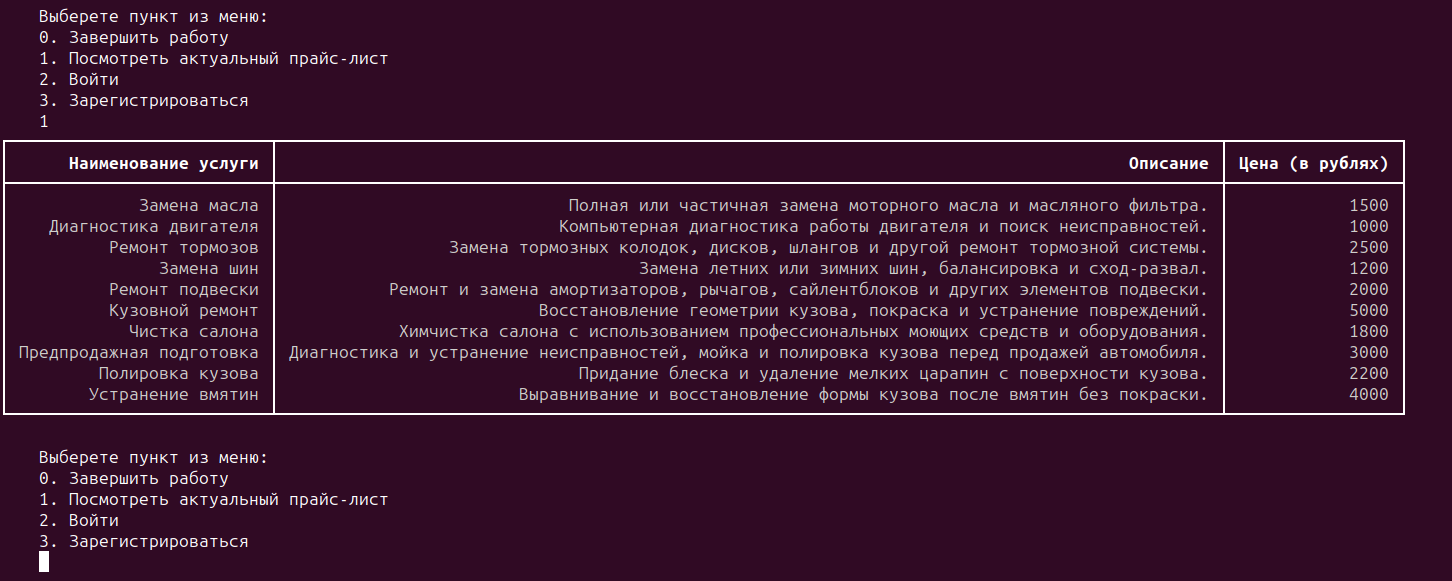 Выберете пункт из меню:
0. Завершить работу
1. Посмотреть актуальный прайс-лист
2. Войти
3. Зарегистрироваться
1
Наименование услуги Описание Цена (в рублях)
Замена масла Полная или частичная замена моторного масла и масляного фильтра. 1500
Диагностика двигателя Компьютерная диагностика работы двигателя и поиск неисправностей. 1000
Ремонт тормозов Замена тормозных колодок, дисков, шлангов и другой ремонт тормозной системы. 2500
Замена шин Замена летних или зимних шин, балансировка и сход-развал. 1200
Ремонт подвески Ремонт и замена амортизаторов, рычагов, сайлентблоков и других элементов подвески. 2000
Кузовной ремонт Восстановление геометрии кузова, покраска и устранение повреждений. 5000
Чистка салона Химчистка салона с использованием профессиональных моющих средств и оборудования. 1800
Предпродажная подготовка Диагностика и устранение неисправностей, мойка и полировка кузова перед продажей автомобиля. 3000
Полировка кузова Придание блеска и удаление мелких царапин с поверхности кузова. 2200
Устранение вмятин Выравнивание и восстановление формы кузова после вмятин без покраски. 4000
Выберете пункт из меню:
0. Завершить работу
1. Посмотреть актуальный прайс-лист
2. Войти
3. Зарегистрироваться